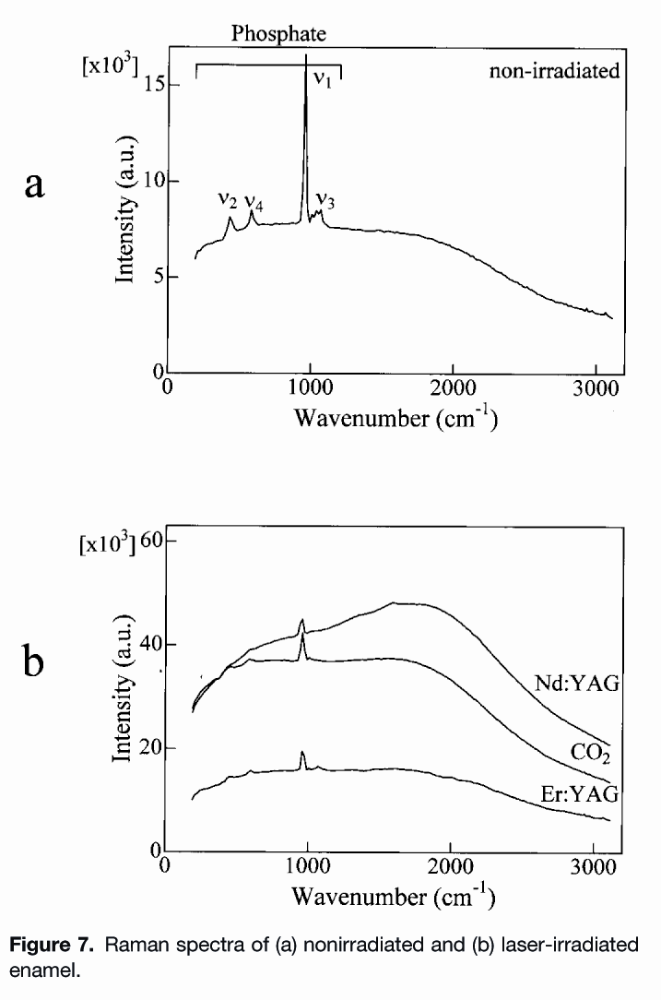 Phosphate
[x10³]
15
ν₁
non-irradiated
a
Intensity (a.u.)
10
ν₂ ν₄ ν₃
5
0
0 1000 2000 3000
Wavenumber (cm⁻¹)
[x10³] 60
b
Intensity (a.u.)
40
Nd:YAG
20
CO₂
Er:YAG
0
0 1000 2000 3000
Wavenumber (cm⁻¹)
Figure 7. Raman spectra of (a) nonirradiated and (b) laser-irradiated
enamel.